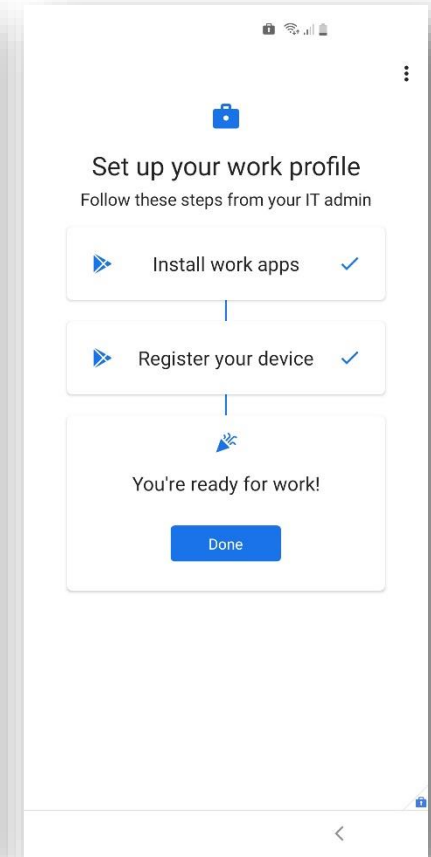 Set up your work profile
Follow these steps from your IT admin
Install work apps
Register your device
You're ready for work!
Done